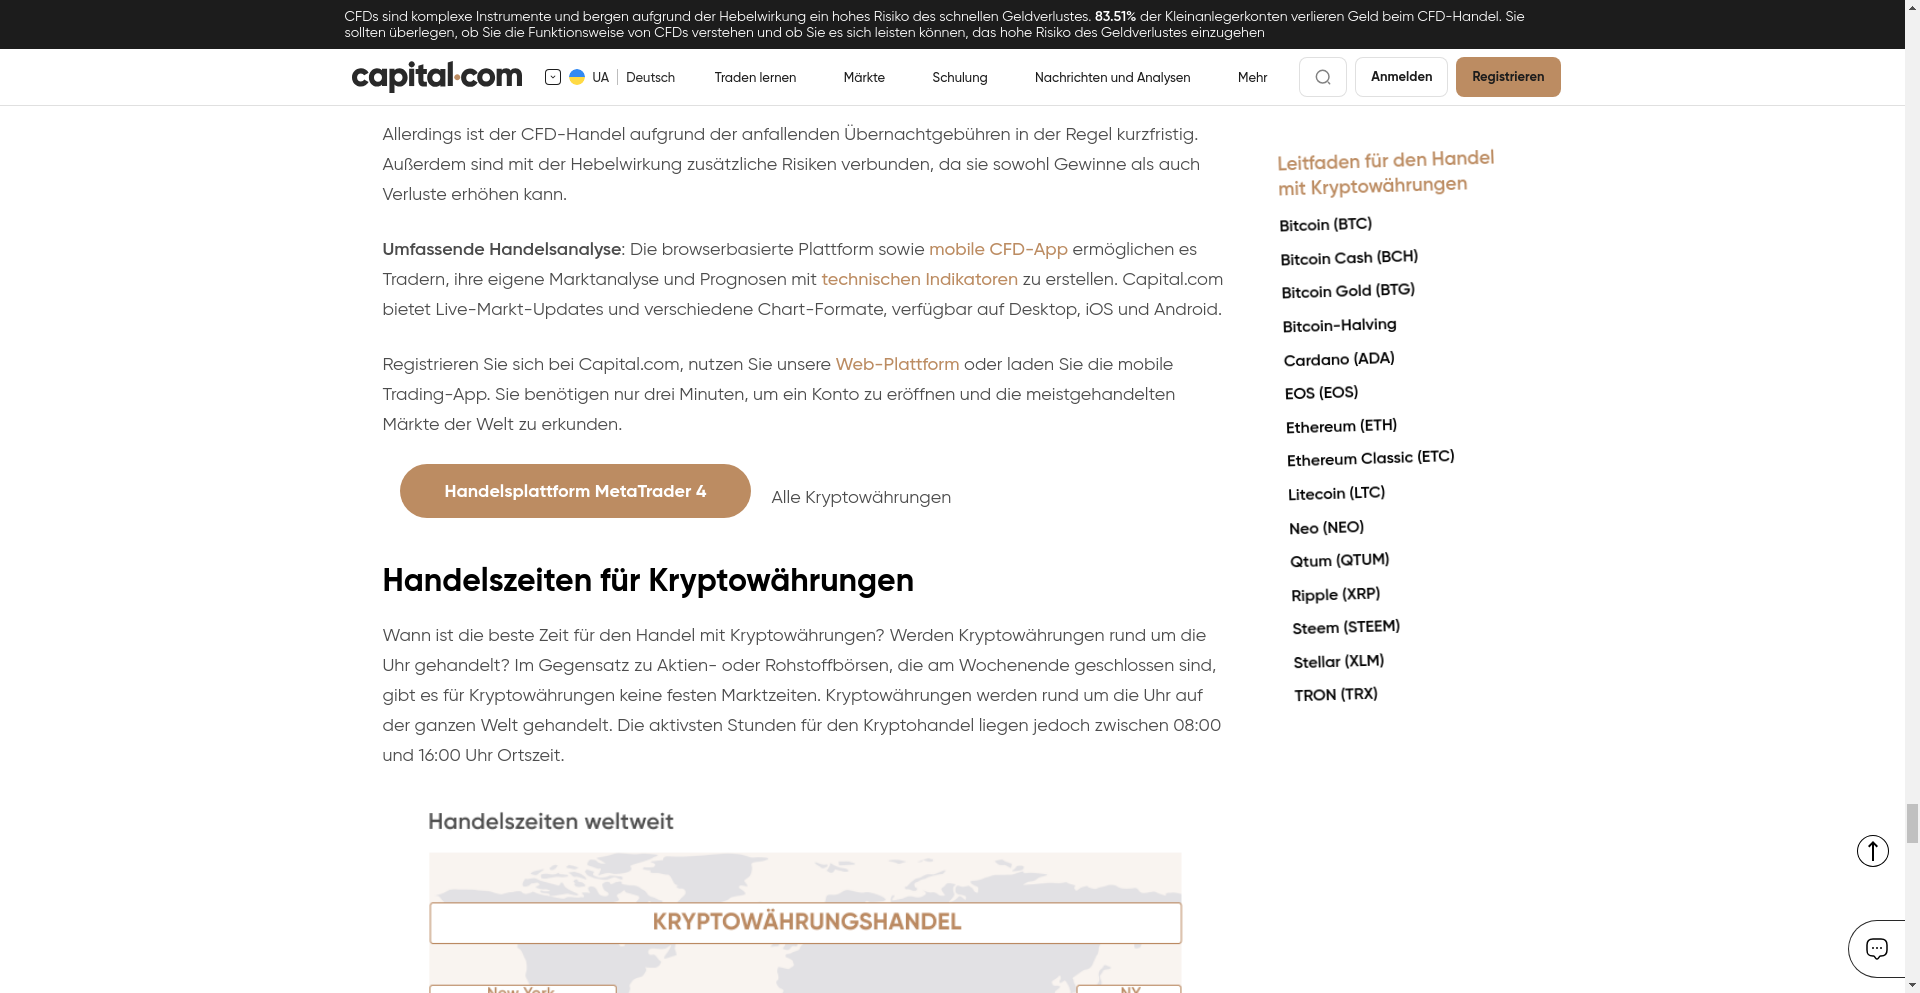 CFDs sind komplexe Instrumente und bergen aufgrund der Hebelwirkung ein hohes Risiko des schnellen Geldverlustes. 83.51% der Kleinanlegerkonten verlieren Geld beim CFD-Handel. Sie
sollten überlegen, ob Sie die Funktionsweise von CFDs verstehen und ob Sie es sich leisten können, das hohe Risiko des Geldverlustes einzugehen
capital.com
UA
Deutsch
Traden lernen
Märkte
Schulung
Nachrichten und Analysen
Mehr
Anmelden
Registrieren
Allerdings ist der CFD-Handel aufgrund der anfallenden Übernachtgebühren in der Regel kurzfristig.
Außerdem sind mit der Hebelwirkung zusätzliche Risiken verbunden, da sie sowohl Gewinne als auch
Verluste erhöhen kann.
Umfassende Handelsanalyse: Die browserbasierte Plattform sowie mobile CFD-App ermöglichen es
Tradern, ihre eigene Marktanalyse und Prognosen mit technischen Indikatoren zu erstellen. Capital.com
bietet Live-Markt-Updates und verschiedene Chart-Formate, verfügbar auf Desktop, iOS und Android.
Registrieren Sie sich bei Capital.com, nutzen Sie unsere Web-Plattform oder laden Sie die mobile
Trading-App. Sie benötigen nur drei Minuten, um ein Konto zu eröffnen und die meistgehandelten
Märkte der Welt zu erkunden.
Handelsplattform MetaTrader 4
Alle Kryptowährungen
Handelszeiten für Kryptowährungen
Wann ist die beste Zeit für den Handel mit Kryptowährungen? Werden Kryptowährungen rund um die
Uhr gehandelt? Im Gegensatz zu Aktien- oder Rohstoffbörsen, die am Wochenende geschlossen sind,
gibt es für Kryptowährungen keine festen Marktzeiten. Kryptowährungen werden rund um die Uhr auf
der ganzen Welt gehandelt. Die aktivsten Stunden für den Kryptohandel liegen jedoch zwischen 08:00
und 16:00 Uhr Ortszeit.
Handelszeiten weltweit
KRYPTOWÄHRUNGSHANDEL
New York
NY
Leitfaden für den Handel
mit Kryptowährungen
Bitcoin (BTC)
Bitcoin Cash (BCH)
Bitcoin Gold (BTG)
Bitcoin-Halving
Cardano (ADA)
EOS (EOS)
Ethereum (ETH)
Ethereum Classic (ETC)
Litecoin (LTC)
Neo (NEO)
Qtum (QTUM)
Ripple (XRP)
Steem (STEEM)
Stellar (XLM)
TRON (TRX)